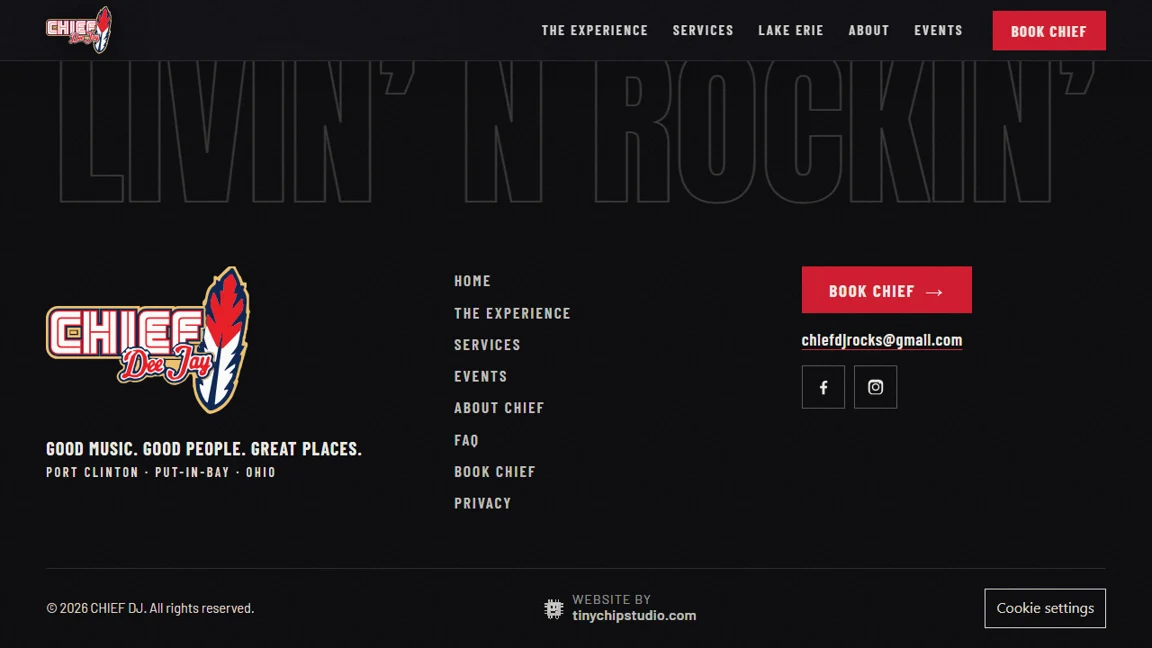 CHIEF
Dee Jay
THE EXPERIENCE
SERVICES
LAKE ERIE
ABOUT
EVENTS
BOOK CHIEF
LIVIN’ N ROCKIN’
CHIEF
Dee Jay
GOOD MUSIC. GOOD PEOPLE. GREAT PLACES.
PORT CLINTON · PUT-IN-BAY · OHIO
HOME
THE EXPERIENCE
SERVICES
EVENTS
ABOUT CHIEF
FAQ
BOOK CHIEF
PRIVACY
BOOK CHIEF →
chiefdjrocks@gmail.com
© 2026 CHIEF DJ. All rights reserved.
WEBSITE BY
tinychipstudio.com
Cookie settings